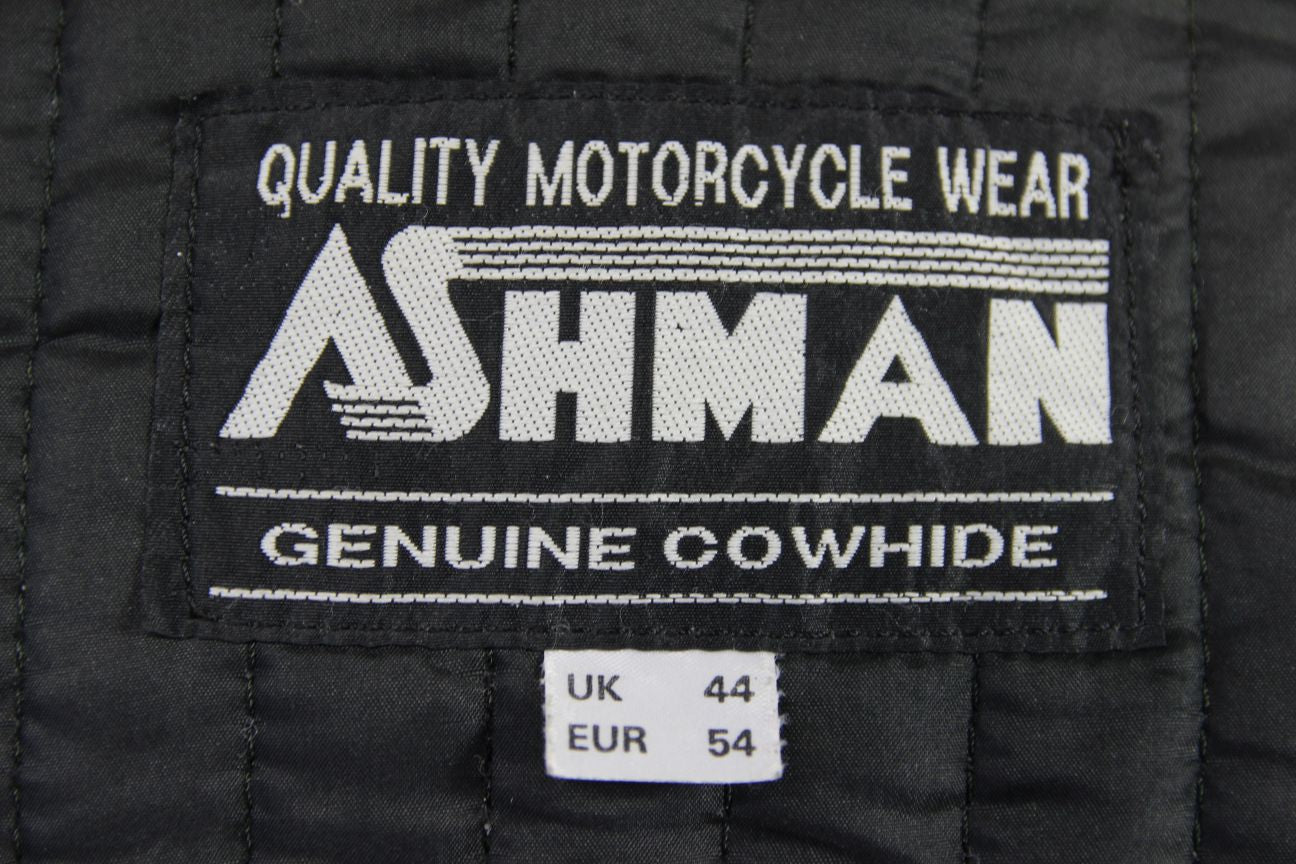 QUALITY MOTORCYCLE WEAR
ASHMAN
GENUINE COWHIDE
UK 44
EUR 54